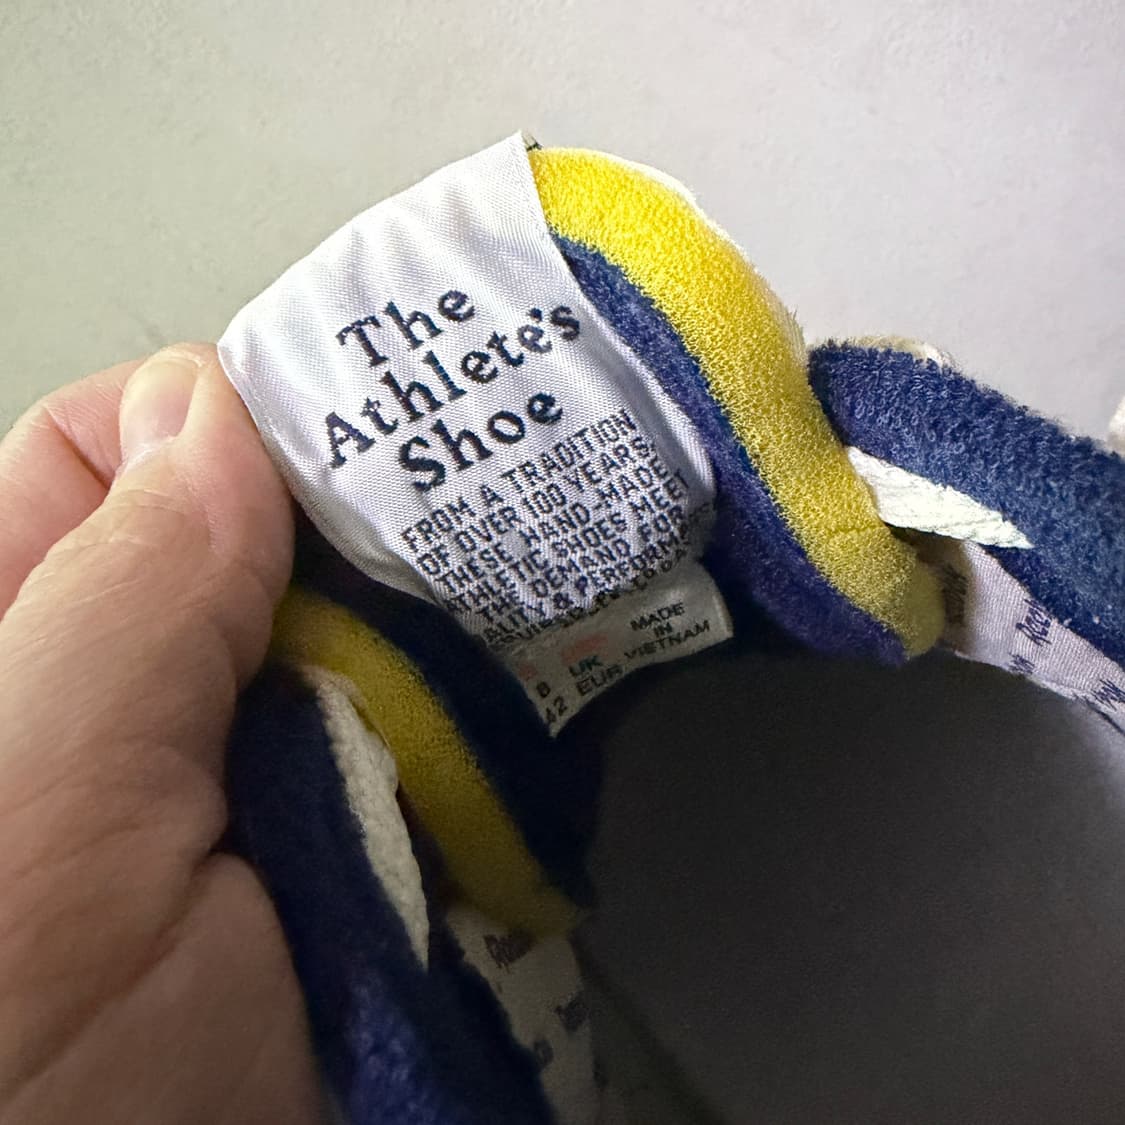 The
Athlete's
Shoe
FROM A TRADITION
OF OVER 100 YEARS.
THESE HAND MADE
ATHLETIC SHOES MEET
THE DEMAND FOR
MADE
IN
VIETNAM
8 UK
42 EUR